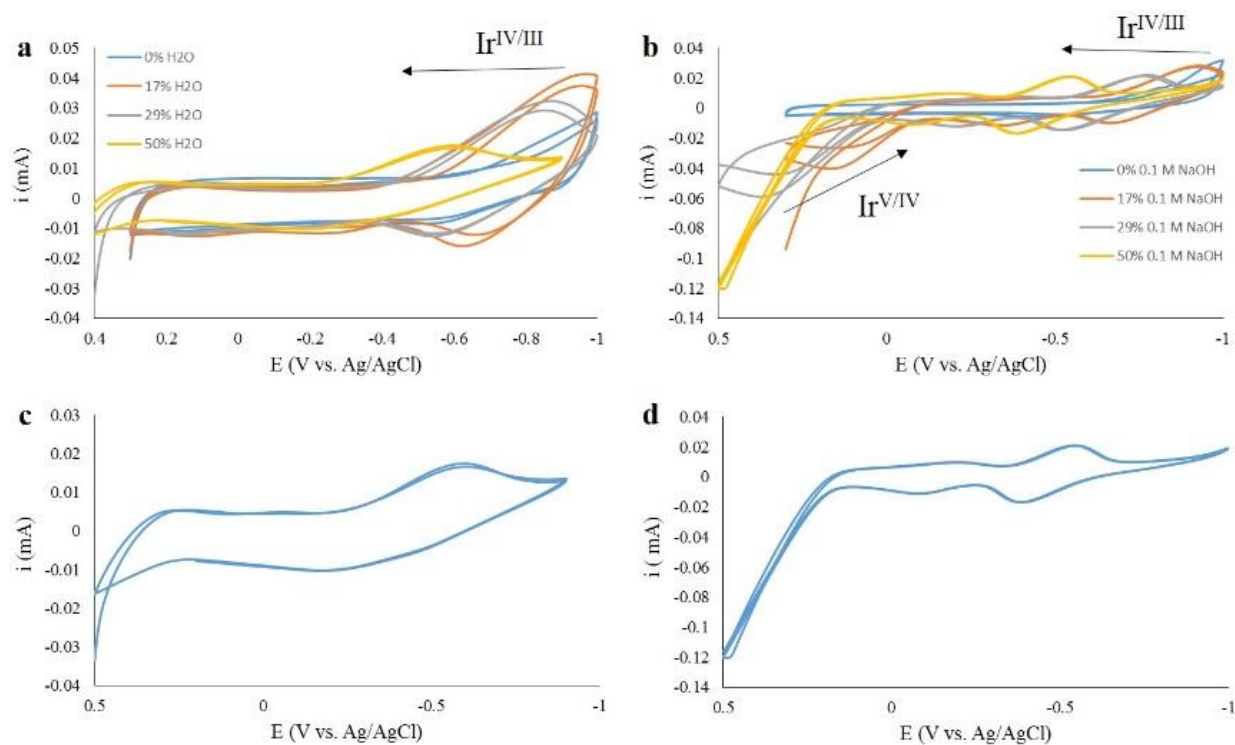 a
Ir^IV/III
0% H2O
17% H2O
29% H2O
50% H2O
0.05
0.04
0.03
0.02
0.01
0
-0.01
-0.02
-0.03
-0.04
i (mA)
0.4 0.2 0 -0.2 -0.4 -0.6 -0.8 -1
E (V vs. Ag/AgCl)
b
Ir^IV/III
0.04
0.02
0
-0.02
-0.04
-0.06
-0.08
-0.1
-0.12
-0.14
i (mA)
Ir^V/IV
0% 0.1 M NaOH
17% 0.1 M NaOH
29% 0.1 M NaOH
50% 0.1 M NaOH
0.5 0 -0.5 -1
E (V vs. Ag/AgCl)
c
0.03
0.02
0.01
0
-0.01
-0.02
-0.03
-0.04
i (mA)
0.5 0 -0.5 -1
E (V vs. Ag/AgCl)
d
0.04
0.02
0
-0.02
-0.04
-0.06
-0.08
-0.1
-0.12
-0.14
i (mA)
0.5 0 -0.5 -1
E (V vs. Ag/AgCl)